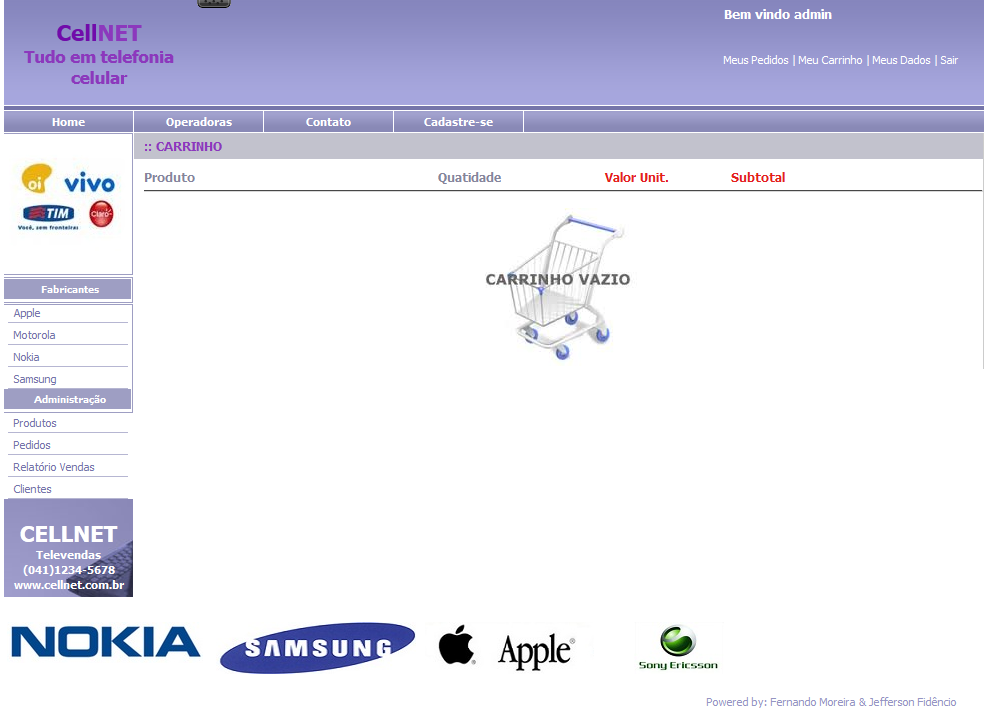 CellNET
Tudo em telefonia
celular
Bem vindo admin
Meus Pedidos | Meu Carrinho | Meus Dados | Sair
Home Operadoras Contato Cadastre-se
oi vivo
TIM Claro
Você, sem fronteiras
:: CARRINHO
Produto Quatidade Valor Unit. Subtotal
CARRINHO VAZIO
Fabricantes
Apple
Motorola
Nokia
Samsung
Administração
Produtos
Pedidos
Relatório Vendas
Clientes
CELLNET
Televendas
(041)1234-5678
www.cellnet.com.br
NOKIA SAMSUNG Apple® Sony Ericsson
Powered by: Fernando Moreira & Jefferson Fidêncio